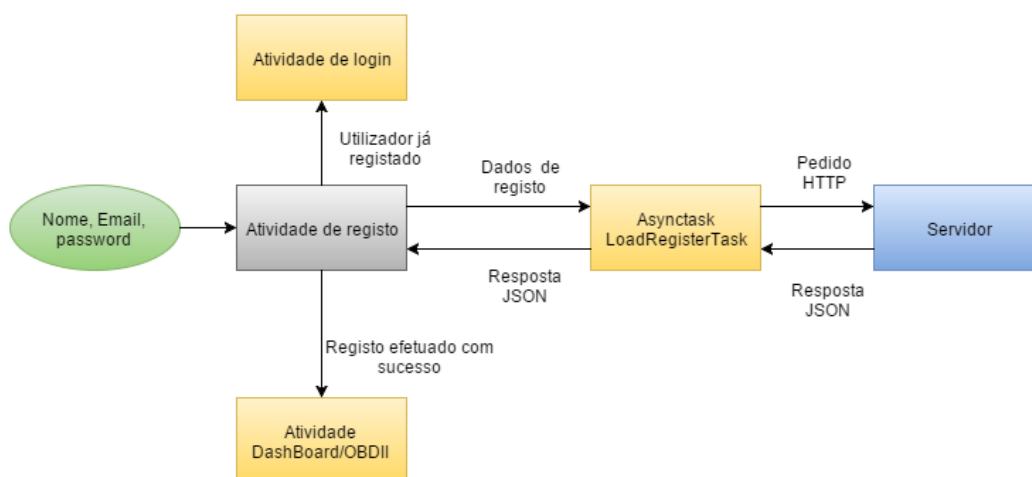 Atividade de login
Utilizador já
registado
Dados de
registo
Pedido
HTTP
Nome, Email,
password
Atividade de registo
Asynctask
LoadRegisterTask
Servidor
Resposta
JSON
Resposta
JSON
Registo efetuado com
sucesso
Atividade
DashBoard/OBDII